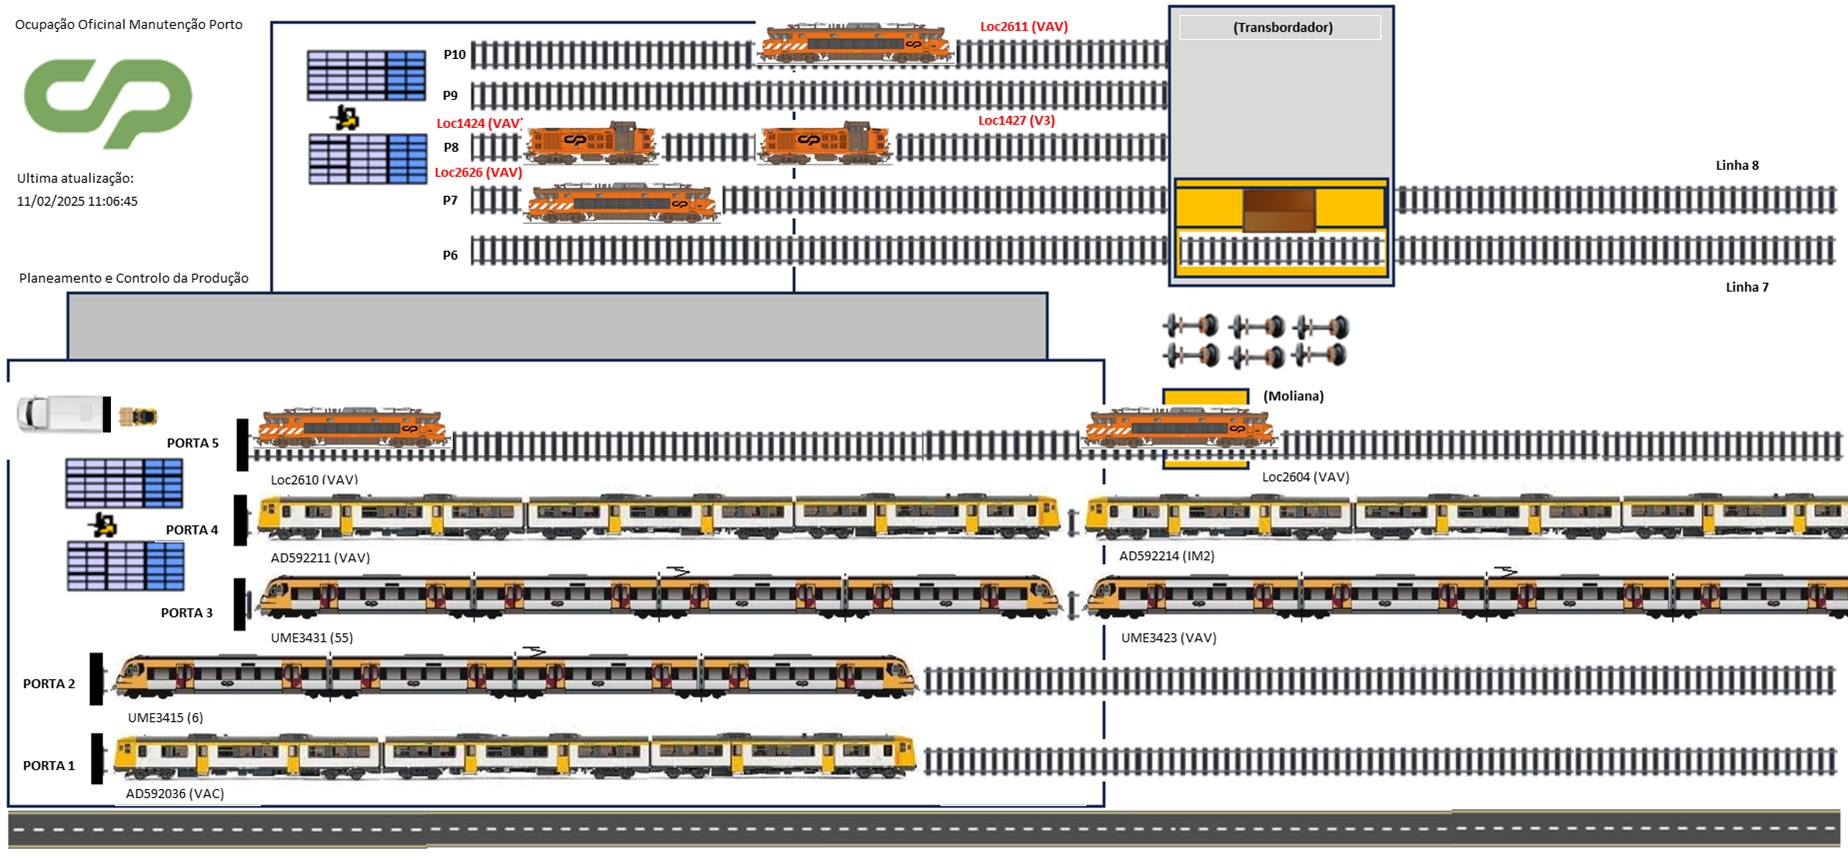 Ocupação Oficinal Manutenção Porto
Ultima atualização:
11/02/2025 11:06:45
Planeamento e Controlo da Produção
P10
Loc2611 (VAV)
(Transbordador)
P9
Loc1424 (VAV)
Loc1427 (V3)
P8
Loc2626 (VAV)
P7
Linha 8
P6
Linha 7
(Moliana)
PORTA 5
Loc2610 (VAV)
Loc2604 (VAV)
PORTA 4
AD592211 (VAV)
AD592214 (IM2)
PORTA 3
UME3431 (55)
UME3423 (VAV)
PORTA 2
UME3415 (6)
PORTA 1
AD592036 (VAC)